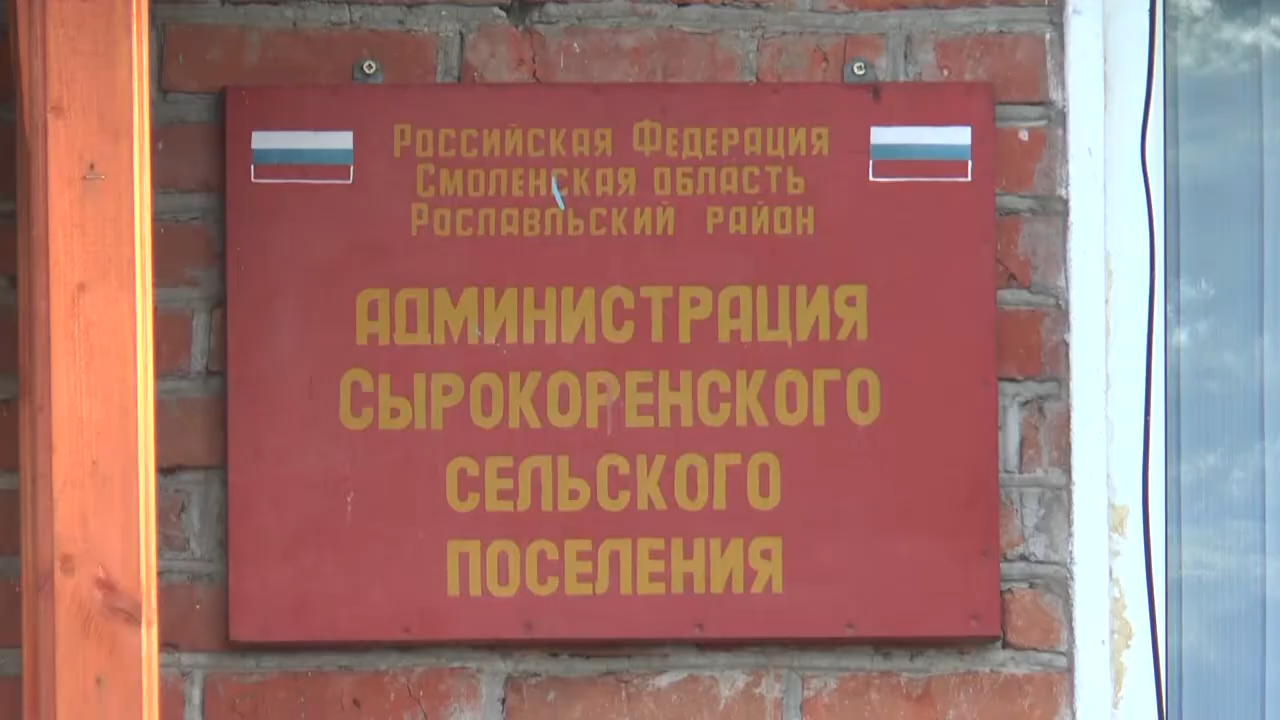 Российская Федерация
Смоленская область
Рославльский район
АДМИНИСТРАЦИЯ
СЫРОКОРЕНСКОГО
СЕЛЬСКОГО
ПОСЕЛЕНИЯ